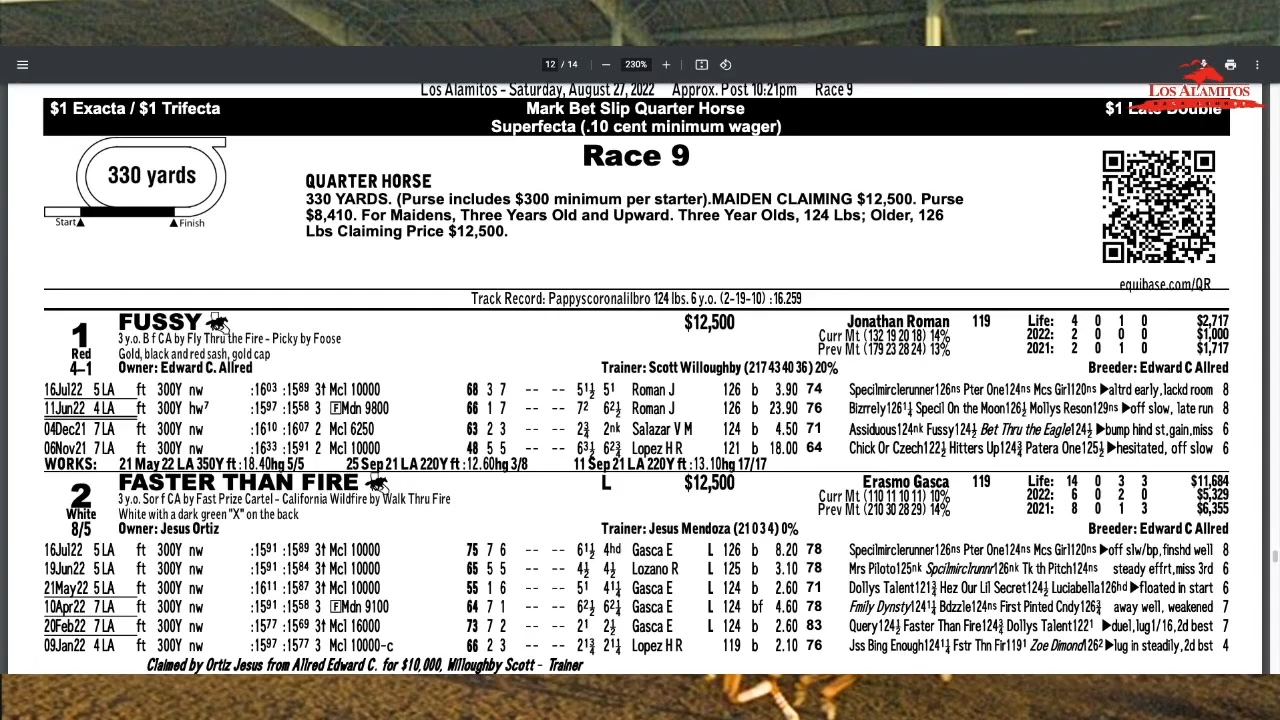 12 / 14 230%
Los Alamitos - Saturday, August 27, 2022 Approx. Post 10:21pm Race 9
LOS ALAMITOS
RACE COURSE
$1 Exacta / $1 Trifecta Mark Bet Slip Quarter Horse $1 Late Double
Superfecta (.10 cent minimum wager)
Race 9
330 yards
Start Finish
QUARTER HORSE
330 YARDS. (Purse includes $300 minimum per starter).MAIDEN CLAIMING $12,500. Purse
$8,410. For Maidens, Three Years Old and Upward. Three Year Olds, 124 Lbs; Older, 126
Lbs Claiming Price $12,500.
equibase.com/QR
Track Record: Pappyscoronalilbro 124 lbs. 6 y.o. (2-19-10) :16.259
1 FUSSY $12,500 Jonathan Roman 119 Life: 4 0 1 0 $2,717
Red 3 y.o. B f CA by Fly Thru the Fire - Picky by Foose Curr Mt (132 19 20 18) 14% 2022: 2 0 0 0 $1,000
4-1 Gold, black and red sash, gold cap Prev Mt (179 23 28 24) 13% 2021: 2 0 1 0 $1,717
Owner: Edward C. Allred Trainer: Scott Willoughby (217 43 40 36) 20% Breeder: Edward C Allred
16Jul22 5 LA ft 300Y nw :1603 :1589 3↑ Mcl 10000 68 3 7 -- -- 51½ 51 Roman J 126 b 3.90 74 Specilmirclerunner126ns Pter One124ns Mcs Girl120ns ▶altrd early, lackd room 8
11Jun22 4 LA ft 300Y hw7 :1597 :1558 3 F Mdn 9800 66 1 7 -- -- 72 62½ Roman J 126 b 23.90 76 Bizrrely1261¼ Specil On the Moon126½ Mollys Reson129ns ▶off slow, late run 8
04Dec21 7 LA ft 300Y nw :1610 :1607 2 Mcl 6250 63 2 3 -- -- 2¾ 2nk Salazar V M 124 b 4.50 71 Assiduous124nk Fussy124½ Bet Thru the Eagle124½ ▶bump hind st,gain,miss 6
06Nov21 7 LA ft 300Y nw :1633 :1591 2 Mcl 10000 48 5 5 -- -- 63½ 62¾ Lopez H R 121 b 18.00 64 Chick Or Czech122½ Hitters Up124¾ Patera One125½ ▶hesitated, off slow 6
WORKS: 21 May 22 LA 350Y ft :18.40hg 5/5 25 Sep 21 LA 220Y ft :12.60hg 3/8 11 Sep 21 LA 220Y ft :13.10hg 17/17
2 FASTER THAN FIRE L $12,500 Erasmo Gasca 119 Life: 14 0 3 3 $11,684
White 3 y.o. Sor f CA by Fast Prize Cartel - California Wildfire by Walk Thru Fire Curr Mt (110 11 10 11) 10% 2022: 6 0 2 0 $5,329
8/5 White with a dark green "X" on the back Prev Mt (210 30 28 29) 14% 2021: 8 0 1 3 $6,355
Owner: Jesus Ortiz Trainer: Jesus Mendoza (21 0 3 4) 0% Breeder: Edward C Allred
16Jul22 5 LA ft 300Y nw :1591 :1589 3↑ Mcl 10000 75 7 6 -- -- 61½ 4hd Gasca E L 126 b 8.20 78 Specilmirclerunner126ns Pter One124ns Mcs Girl120ns ▶off slw/bp,finshd well 8
19Jun22 5 LA ft 300Y nw :1591 :1584 3↑ Mcl 10000 65 5 5 -- -- 4½ 4½ Lozano R L 125 b 3.10 78 Mrs Piloto125nk Spcilmirclrunnr126nk Tk th Pitch124ns steady effrt,miss 3rd 6
21May22 5 LA ft 300Y nw :1611 :1587 3↑ Mcl 10000 55 1 6 -- -- 51 41¼ Gasca E L 124 b 2.60 71 Dollys Talent121¾ Hez Our Lil Secret124½ Luciabella126hd ▶floated in start 6
10Apr22 7 LA ft 300Y nw :1591 :1558 3 F Mdn 9100 64 7 1 -- -- 62½ 62½ Gasca E L 124 bf 4.60 78 Fmily Dynsty1241¼ Bdzzle124ns First Pinted Cndy126¾ away well, weakened 7
20Feb22 7 LA ft 300Y nw :1577 :1569 3↑ Mcl 16000 73 7 2 -- -- 21 2½ Gasca E L 124 b 2.60 83 Query124½ Faster Than Fire124¾ Dollys Talent1221 ▶duel,lug1/16,2d best 7
09Jan22 4 LA ft 300Y nw :1597 :1577 3 Mcl 10000-c 66 2 3 -- -- 21¾ 21¼ Lopez H R 119 b 2.10 76 Jss Bing Enough1241¼ Fstr Thn Fir1191 Zoe Dimond1262 ▶lug in steadily,2d bst 4
Claimed by Ortiz Jesus from Allred Edward C. for $10,000, Willoughby Scott - Trainer